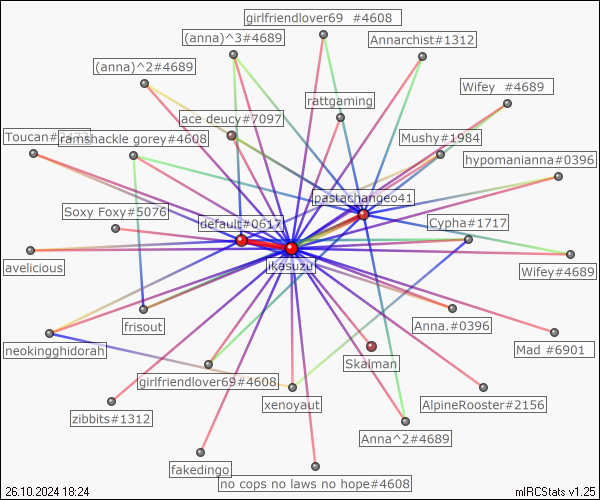 girlfriendlover69 #4608
(anna)^3#4689
Annarchist#1312
(anna)^2#4689
Wifey #4689
rattgaming
ace deucy#7097
Toucan#
ramshackle gorey#4608
Mushy#1984
hypomanianna#0396
pastachangeo41
Soxy Foxy#5076
default#0617
Cypha#1717
avelicious
ikasuzu
Wifey#4689
frisout
Anna.#0396
neokingghidorah
Skalman
Mad #6901
girlfriendlover69#4608
xenoyaut
AlpineRooster#2156
zibbits#1312
Anna^2#4689
fakedingo
no cops no laws no hope#4608
26.10.2024 18:24
mIRCStats v1.25